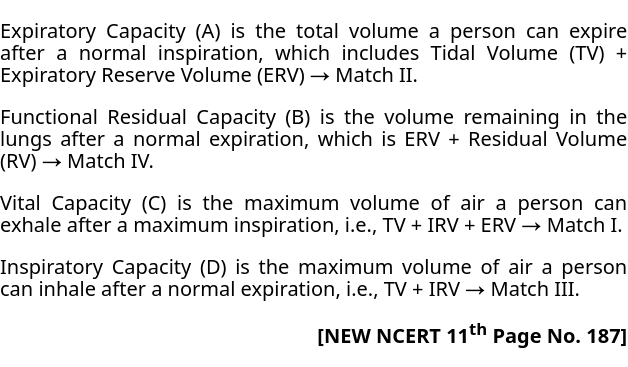 Expiratory Capacity (A) is the total volume a person can expire
after a normal inspiration, which includes Tidal Volume (TV) +
Expiratory Reserve Volume (ERV) → Match II.
Functional Residual Capacity (B) is the volume remaining in the
lungs after a normal expiration, which is ERV + Residual Volume
(RV) → Match IV.
Vital Capacity (C) is the maximum volume of air a person can
exhale after a maximum inspiration, i.e., TV + IRV + ERV → Match I.
Inspiratory Capacity (D) is the maximum volume of air a person
can inhale after a normal expiration, i.e., TV + IRV → Match III.
[NEW NCERT 11th Page No. 187]